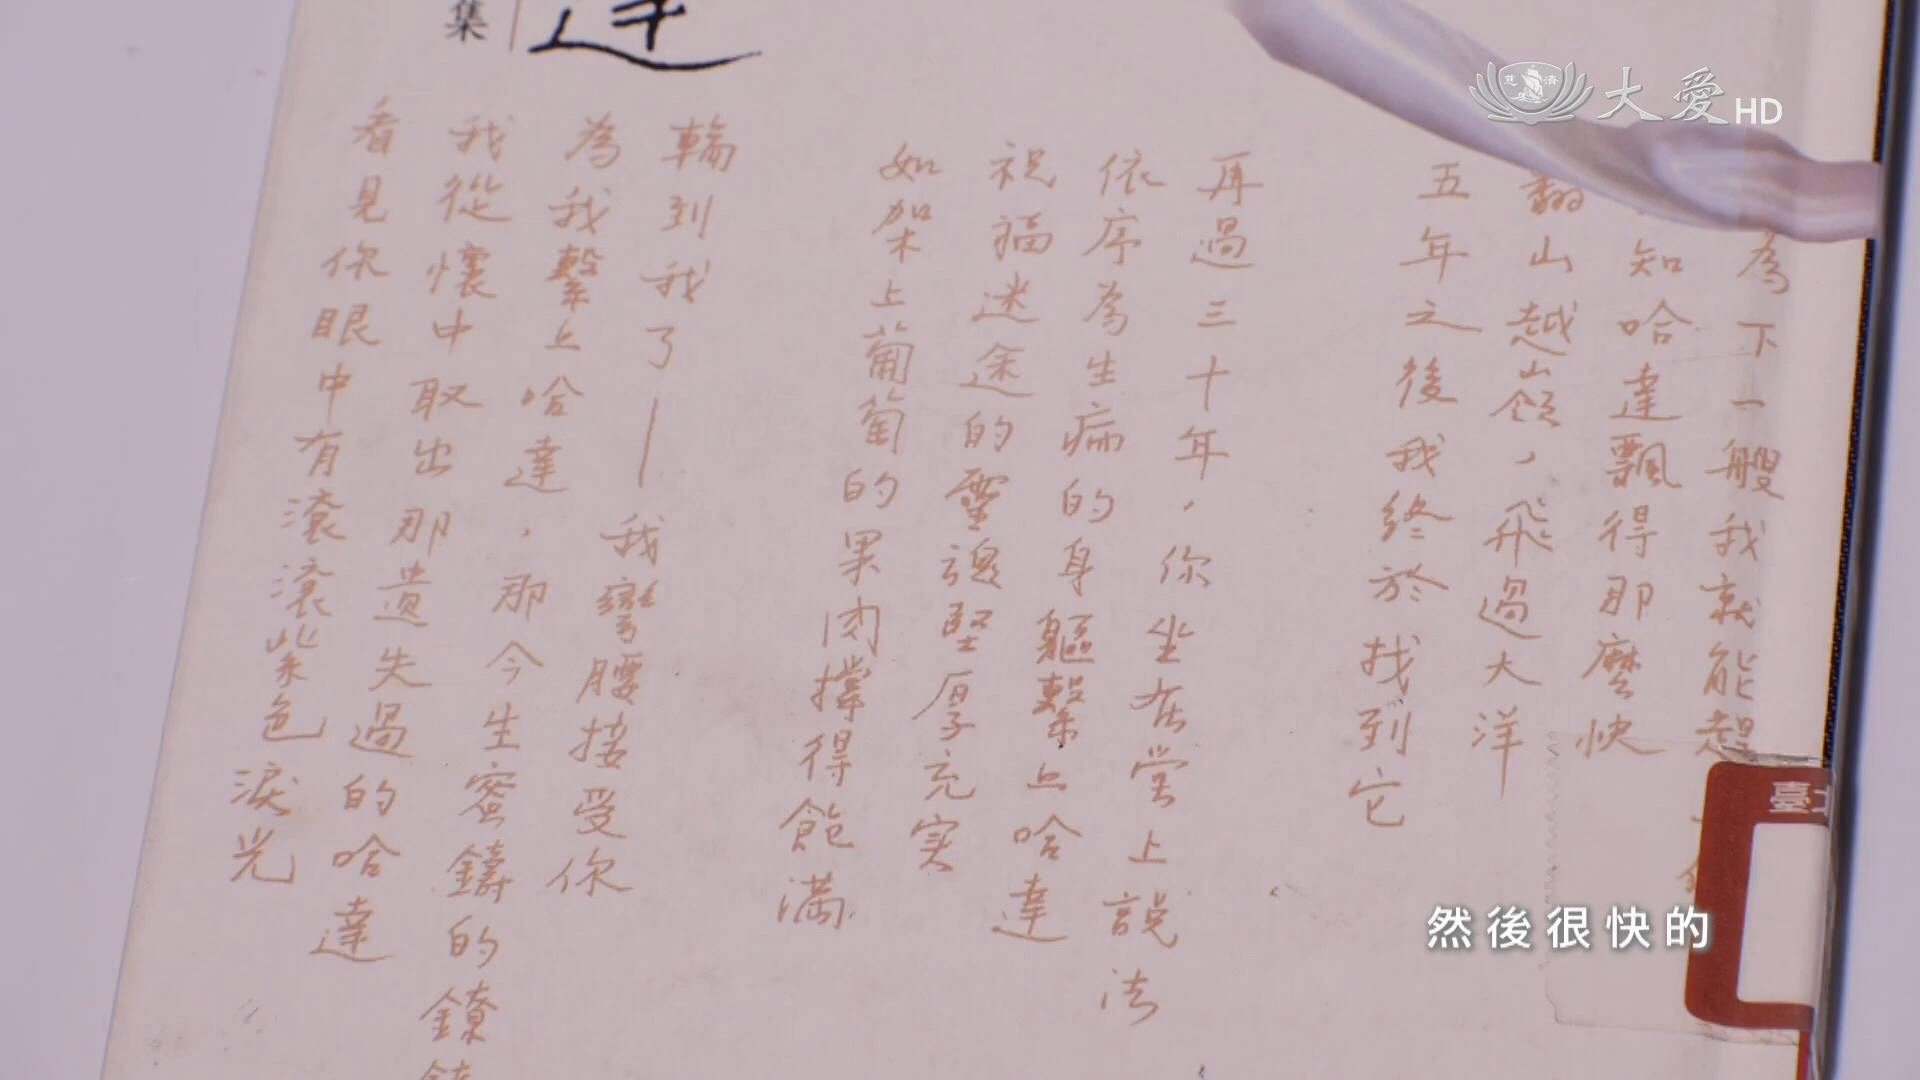 集
達
大愛HD
為下一艘我就能趕
知哈達飄得那麼快
翻山越嶺，飛過大洋
五年之後我終於找到它
再過三十年，你坐在堂上說法
依序為生病的身軀繫上哈達
祝福迷途的靈魂堅厚充实
如架上葡萄的果肉撐得飽滿
輪到我了—我彎腰接受你
為我繫上哈達，那今生密鑄的鐐銬
我從懷中取出那遺失過的哈達
看見你眼中有滾滾紫色淚光
臺北
然後很快的